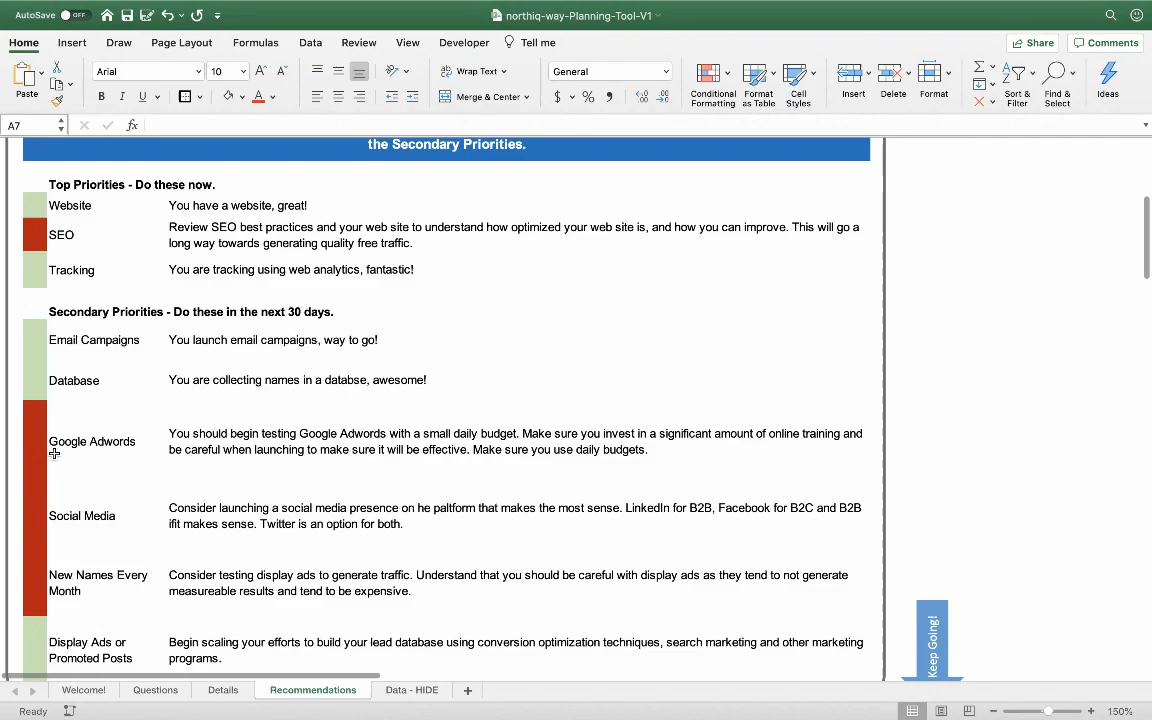 AutoSave OFF
northiq-way-Planning-Tool-V1
Home Insert Draw Page Layout Formulas Data Review View Developer Tell me
Share Comments
Paste
Arial 10
B I U
Wrap Text
Merge & Center
General
$ % 9
Conditional Formatting
Format as Table
Cell Styles
Insert Delete Format
Sort & Filter
Find & Select
Ideas
A7
fx
the Secondary Priorities.
Top Priorities - Do these now.
Website You have a website, great!
SEO Review SEO best practices and your web site to understand how optimized your web site is, and how you can improve. This will go a
long way towards generating quality free traffic.
Tracking You are tracking using web analytics, fantastic!
Secondary Priorities - Do these in the next 30 days.
Email Campaigns You launch email campaigns, way to go!
Database You are collecting names in a databse, awesome!
Google Adwords You should begin testing Google Adwords with a small daily budget. Make sure you invest in a significant amount of online training and
be careful when launching to make sure it will be effective. Make sure you use daily budgets.
Social Media Consider launching a social media presence on he paltform that makes the most sense. LinkedIn for B2B, Facebook for B2C and B2B
ifit makes sense. Twitter is an option for both.
New Names Every Month Consider testing display ads to generate traffic. Understand that you should be careful with display ads as they tend to not generate
measureable results and tend to be expensive.
Display Ads or Promoted Posts Begin scaling your efforts to build your lead database using conversion optimization techniques, search marketing and other marketing
programs.
Keep Going!
Welcome! Questions Details Recommendations Data - HIDE +
Ready
150%